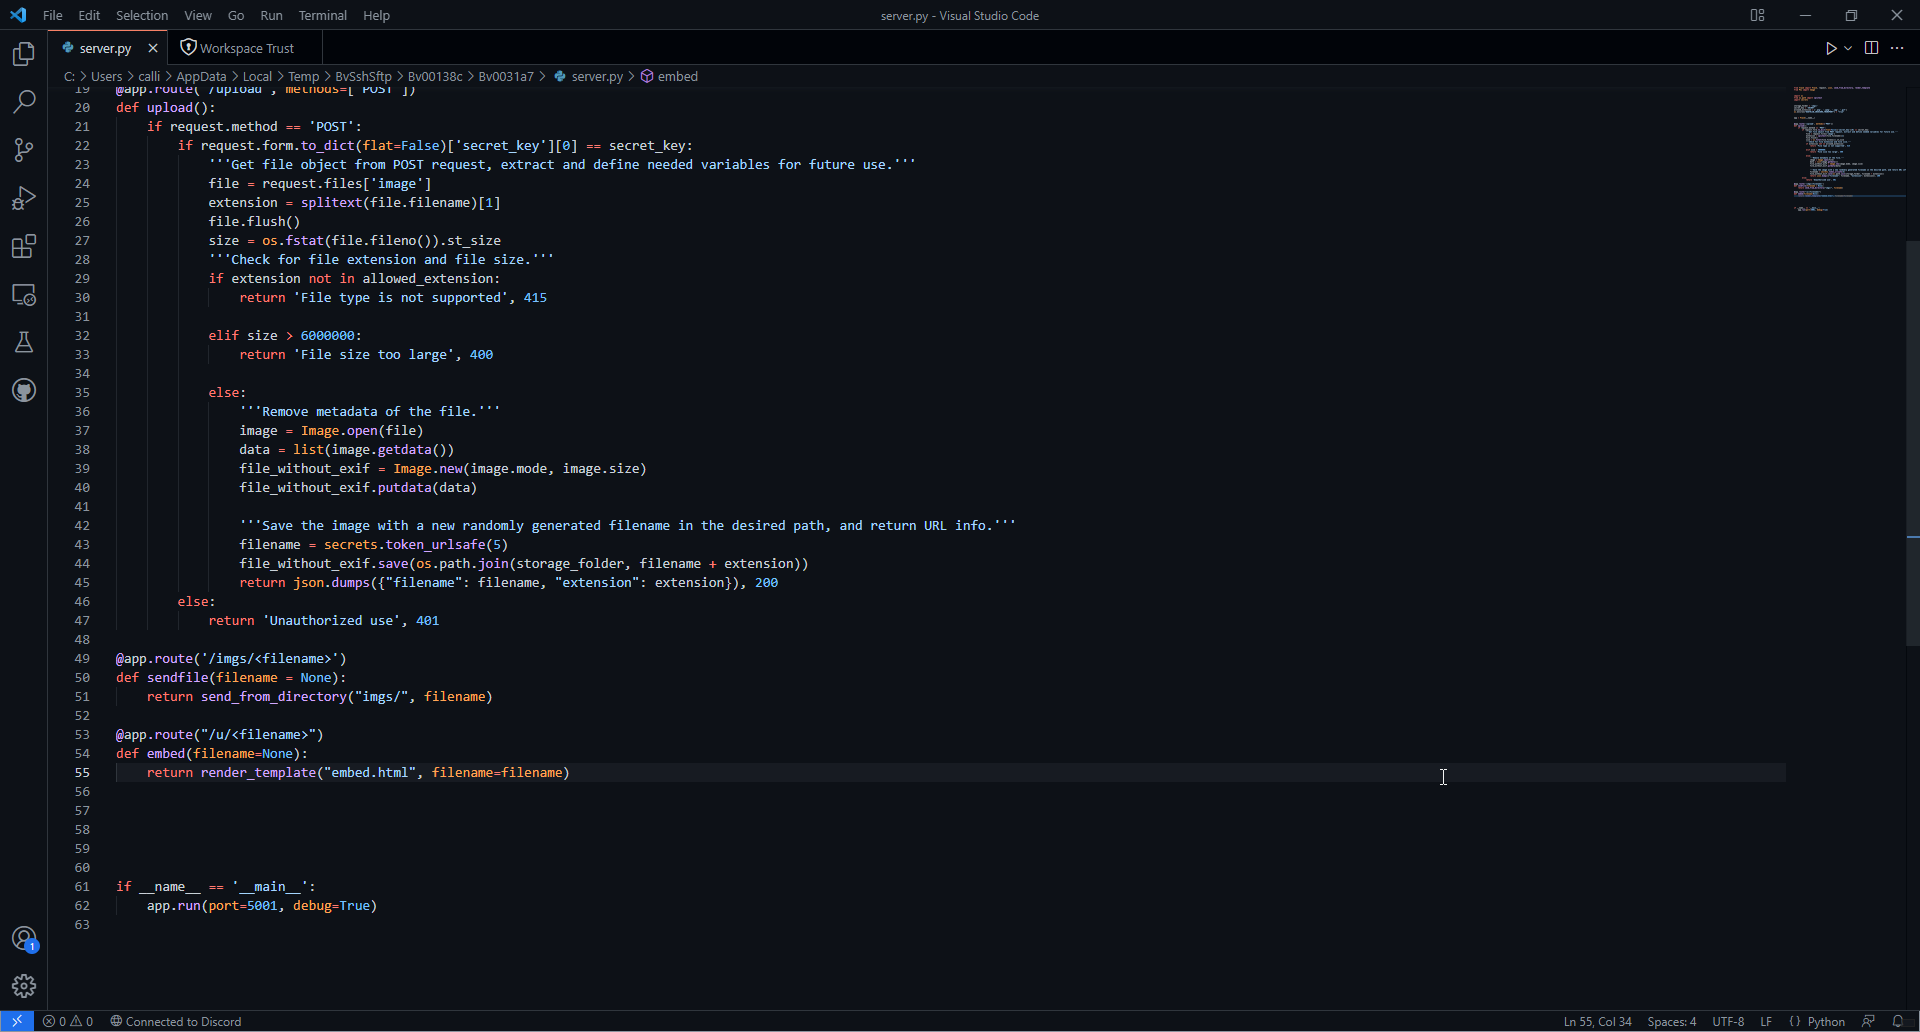 File Edit Selection View Go Run Terminal Help
server.py - Visual Studio Code
server.py
Workspace Trust
C: > Users > calli > AppData > Local > Temp > BvSshSftp > Bv00138c > Bv0031a7 > server.py > embed
19 @app.route('/upload', methods=['POST'])
20 def upload():
21 if request.method == 'POST':
22 if request.form.to_dict(flat=False)['secret_key'][0] == secret_key:
23 '''Get file object from POST request, extract and define needed variables for future use.'''
24 file = request.files['image']
25 extension = splitext(file.filename)[1]
26 file.flush()
27 size = os.fstat(file.fileno()).st_size
28 '''Check for file extension and file size.'''
29 if extension not in allowed_extension:
30 return 'File type is not supported', 415
31
32 elif size > 6000000:
33 return 'File size too large', 400
34
35 else:
36 '''Remove metadata of the file.'''
37 image = Image.open(file)
38 data = list(image.getdata())
39 file_without_exif = Image.new(image.mode, image.size)
40 file_without_exif.putdata(data)
41
42 '''Save the image with a new randomly generated filename in the desired path, and return URL info.'''
43 filename = secrets.token_urlsafe(5)
44 file_without_exif.save(os.path.join(storage_folder, filename + extension))
45 return json.dumps({"filename": filename, "extension": extension}), 200
46 else:
47 return 'Unauthorized use', 401
48
49 @app.route('/imgs/<filename>')
50 def sendfile(filename = None):
51 return send_from_directory("imgs/", filename)
52
53 @app.route("/u/<filename>")
54 def embed(filename=None):
55 return render_template("embed.html", filename=filename)
56
57
58
59
60
61 if __name__ == '__main__':
62 app.run(port=5001, debug=True)
63
1
0 0 Connected to Discord
Ln 55, Col 34 Spaces: 4 UTF-8 LF {} Python